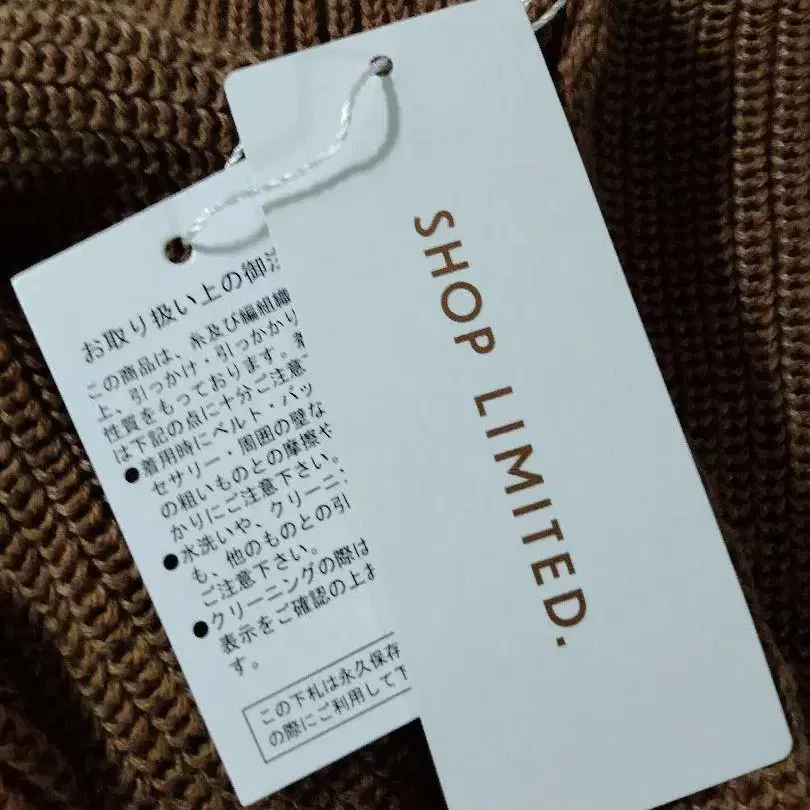 お取り扱い上の御注
この商品は、糸及び編組織
上、引っかけ・引っかかり
性質をもっております。
は下記の点に十分ご注意
●着用時にベルト・バッ
セサリー・周囲の壁な
の粗いものとの摩擦や
かりにご注意下さい。
●水洗いや、クリーニン
も、他のものとの引
ご注意下さい。
●クリーニングの際は
表示をご確認の上お
す。
この下札は永久保存
の際にご利用して下
SHOP LIMITED.